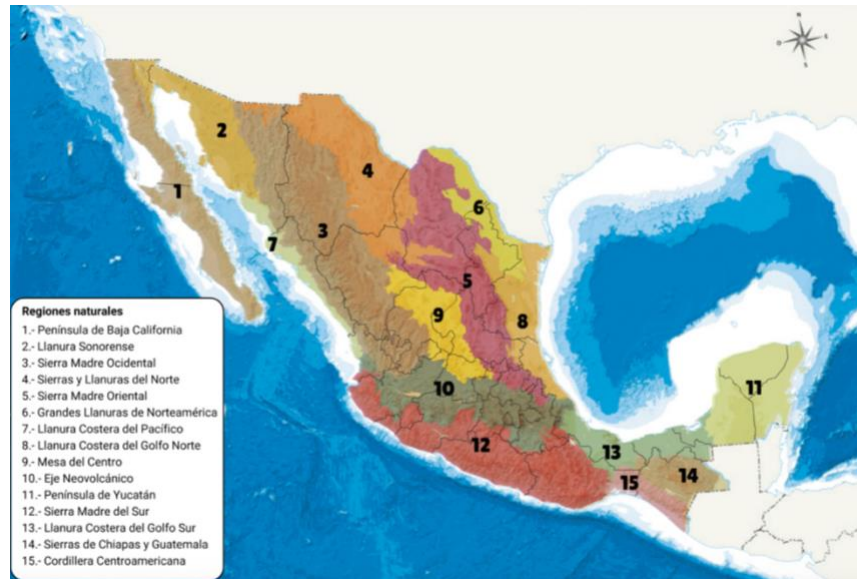 N
O
E
S
2
4
1
6
3
7
5
9
8
10
11
12
13
14
15
Regiones naturales
1.- Península de Baja California
2.- Llanura Sonorense
3.- Sierra Madre Ocidental
4.- Sierras y Llanuras del Norte
5.- Sierra Madre Oriental
6.- Grandes Llanuras de Norteamérica
7.- Llanura Costera del Pacífico
8.- Llanura Costera del Golfo Norte
9.- Mesa del Centro
10.- Eje Neovolcánico
11.- Península de Yucatán
12.- Sierra Madre del Sur
13.- Llanura Costera del Golfo Sur
14.- Sierras de Chiapas y Guatemala
15.- Cordillera Centroamericana